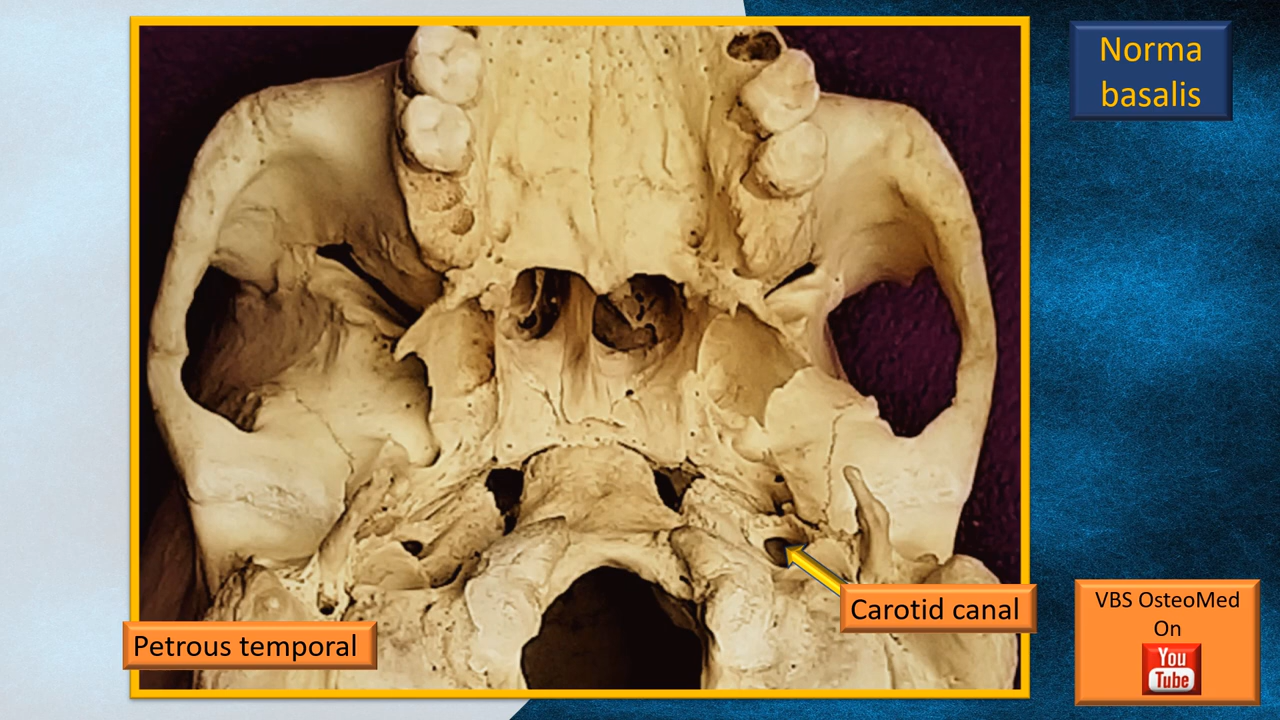 Norma
basalis
Carotid canal
Petrous temporal
VBS OsteoMed
On
You
Tube